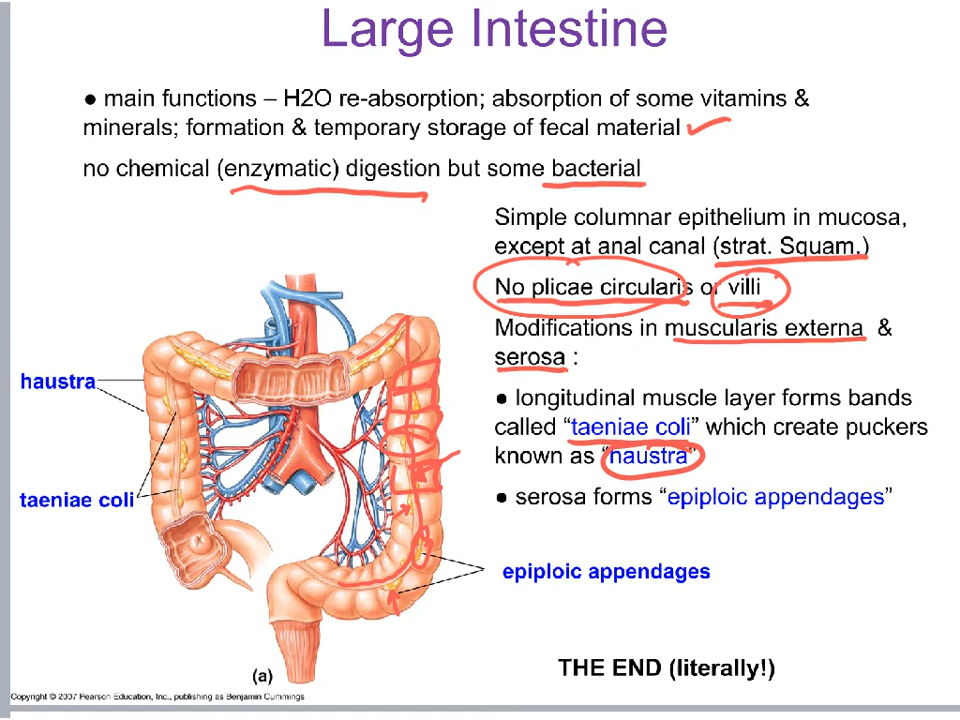 Large Intestine
● main functions – H2O re-absorption; absorption of some vitamins &
minerals; formation & temporary storage of fecal material
no chemical (enzymatic) digestion but some bacterial
Simple columnar epithelium in mucosa,
except at anal canal (strat. Squam.)
No plicae circularis or villi
Modifications in muscularis externa &
serosa :
● longitudinal muscle layer forms bands
called “taeniae coli” which create puckers
known as “haustra”
● serosa forms “epiploic appendages”
haustra
taeniae coli
epiploic appendages
THE END (literally!)
(a)
Copyright © 2007 Pearson Education, Inc., publishing as Benjamin Cummings